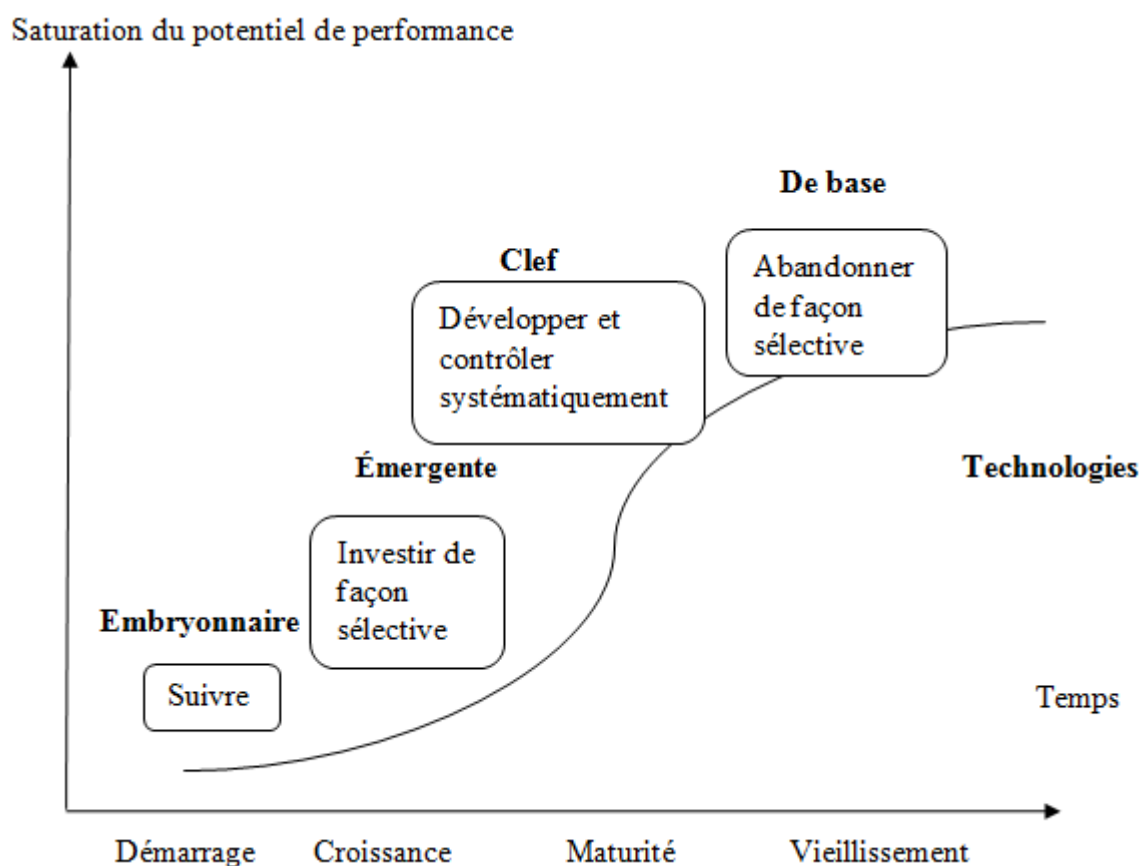 Saturation du potentiel de performance
De base
Abandonner
de façon
sélective
Clef
Développer et
contrôler
systématiquement
Émergente
Technologies
Investir de
façon
sélective
Embryonnaire
Suivre
Temps
Démarrage Croissance Maturité Vieillissement